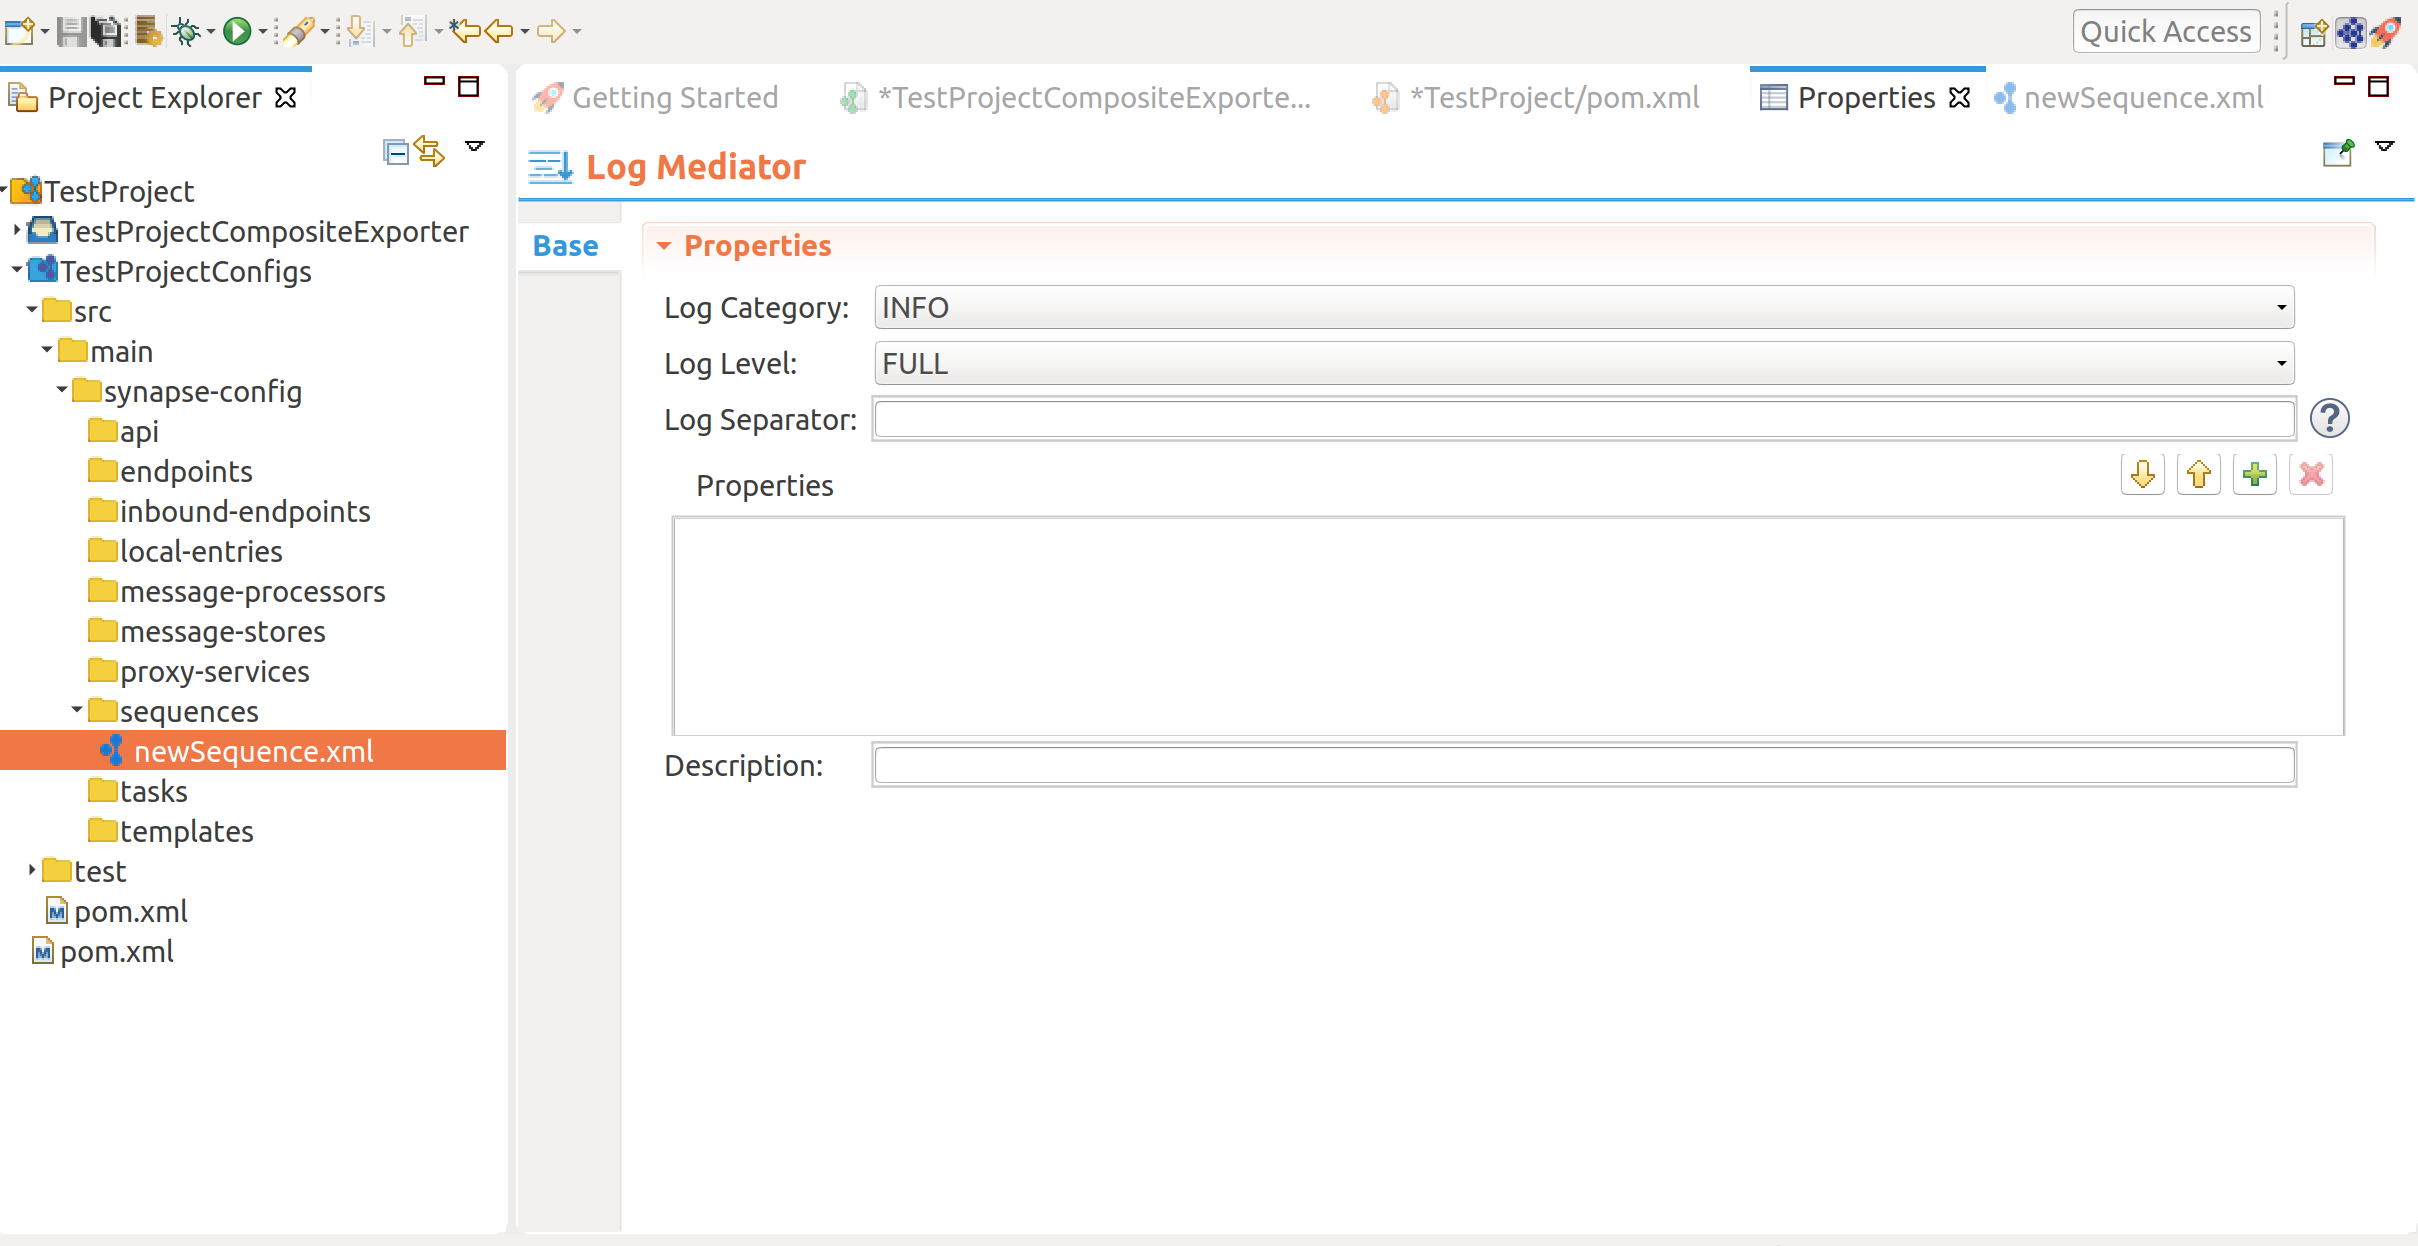 Quick Access
Project Explorer
Getting Started
*TestProjectCompositeExporte...
*TestProject/pom.xml
Properties
newSequence.xml
Log Mediator
TestProject
TestProjectCompositeExporter
TestProjectConfigs
src
main
synapse-config
api
endpoints
inbound-endpoints
local-entries
message-processors
message-stores
proxy-services
sequences
newSequence.xml
tasks
templates
test
pom.xml
pom.xml
Base
Properties
Log Category: INFO
Log Level: FULL
Log Separator:
Properties
Description: